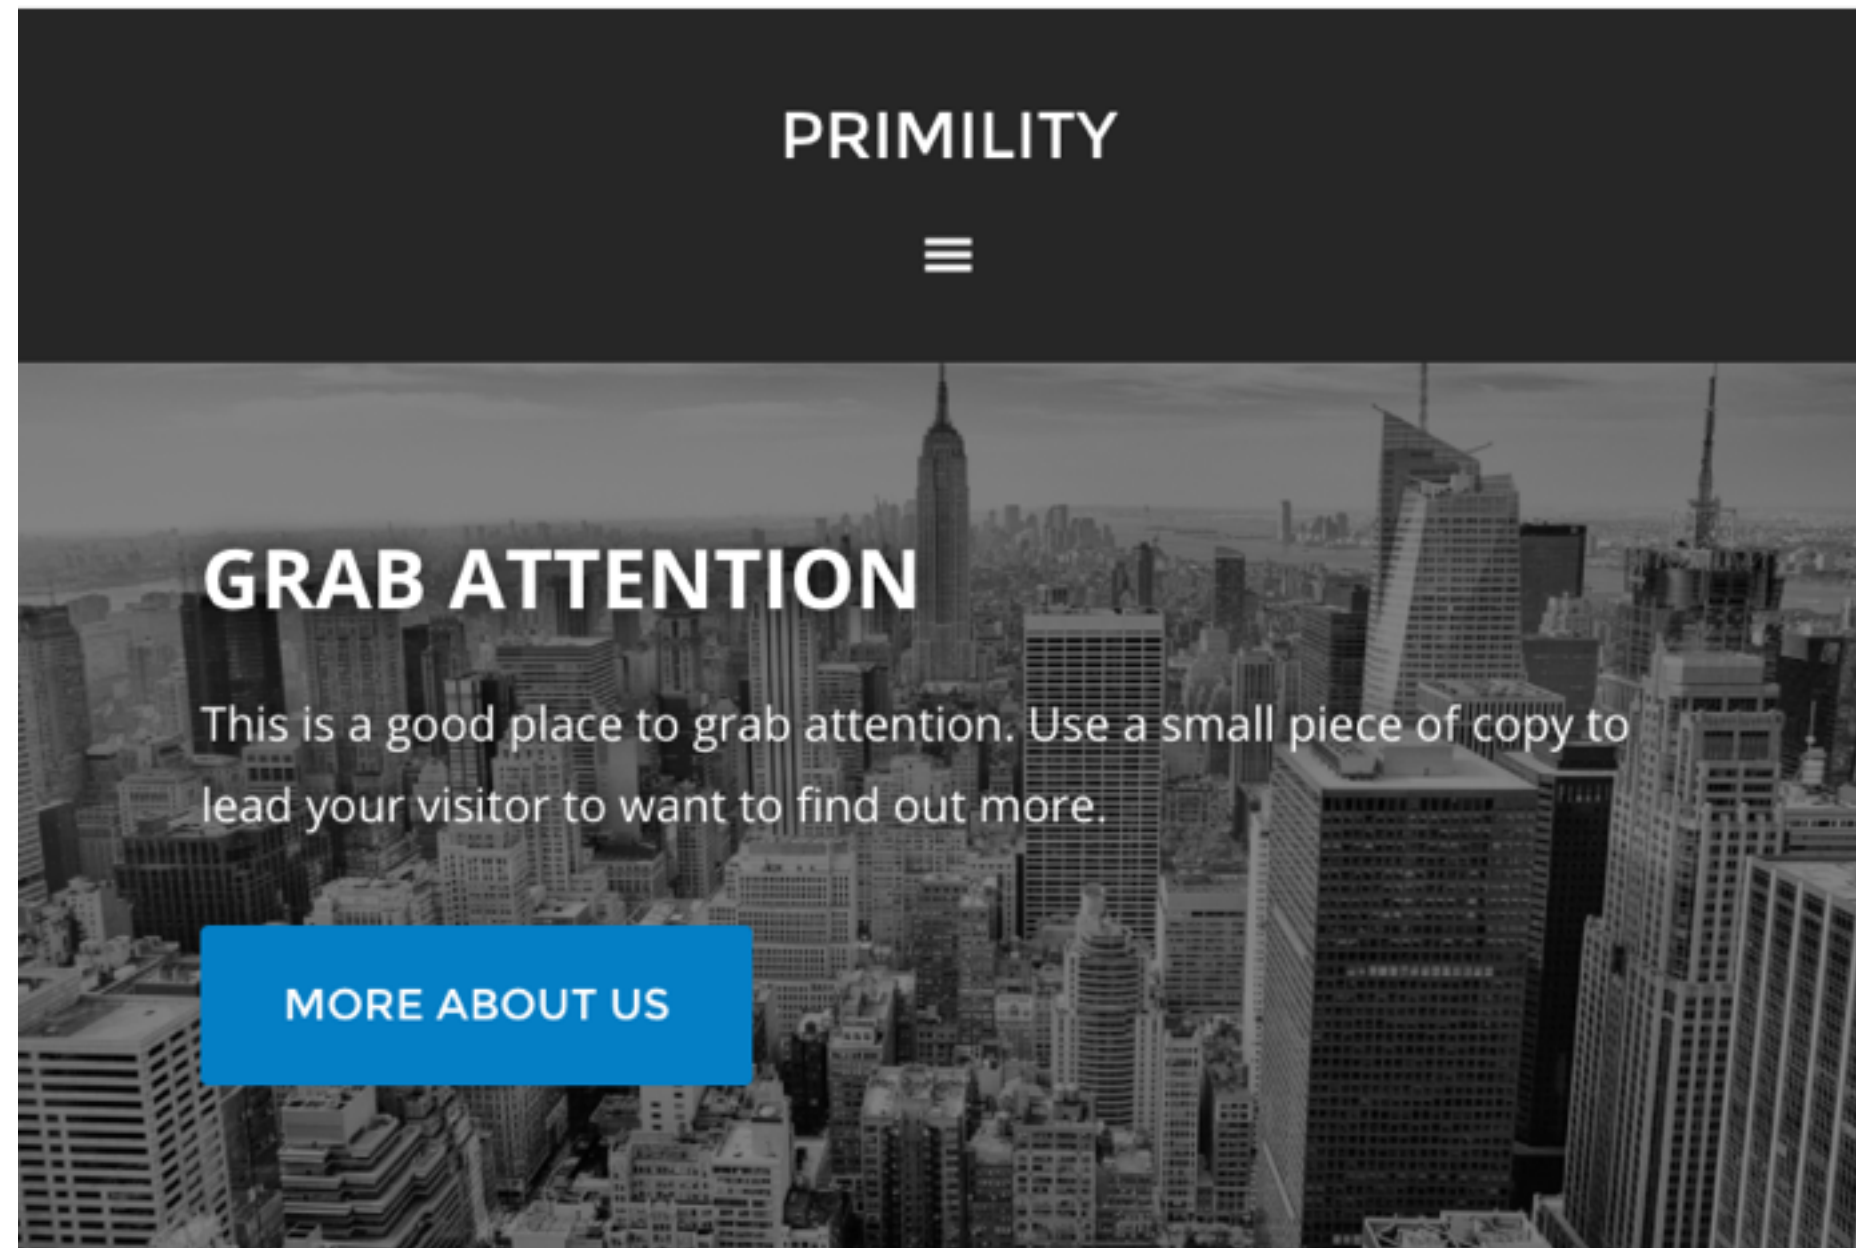 PRIMILITY
GRAB ATTENTION
This is a good place to grab attention. Use a small piece of copy to
lead your visitor to want to find out more.
MORE ABOUT US